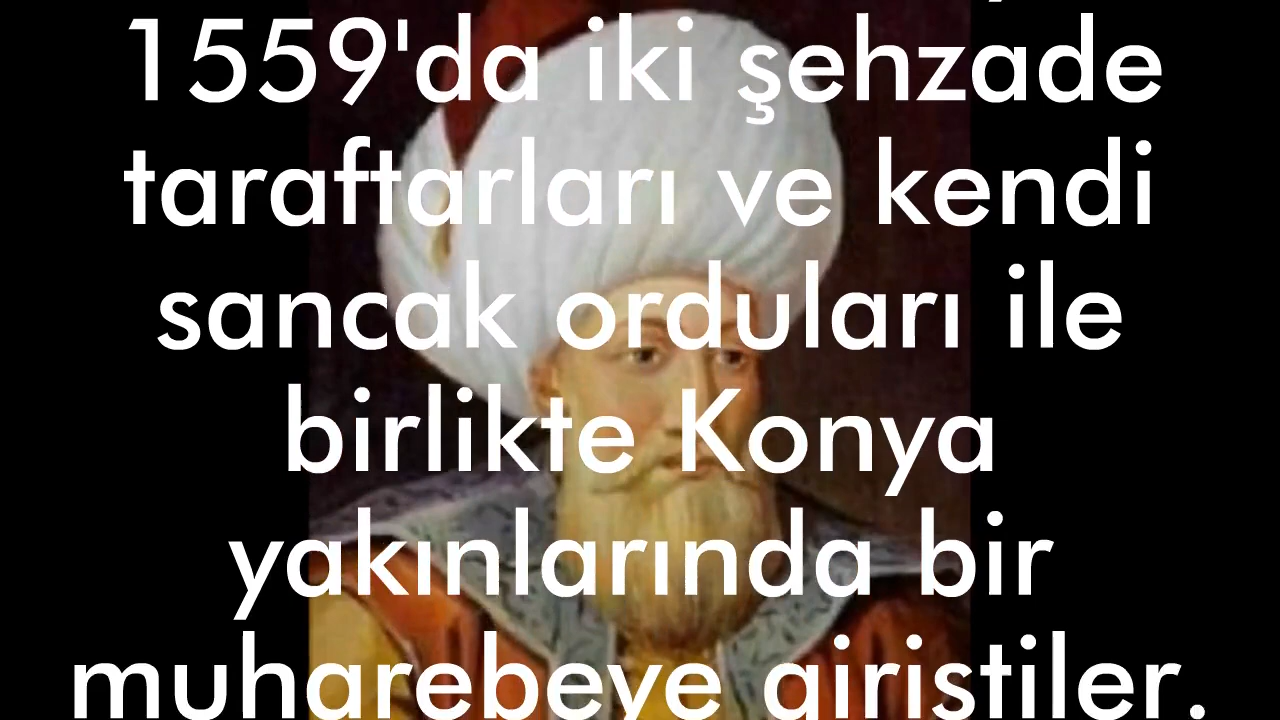 1559'da iki şehzade
taraftarları ve kendi
sancak orduları ile
birlikte Konya
yakınlarında bir
muharebeye giriştiler.